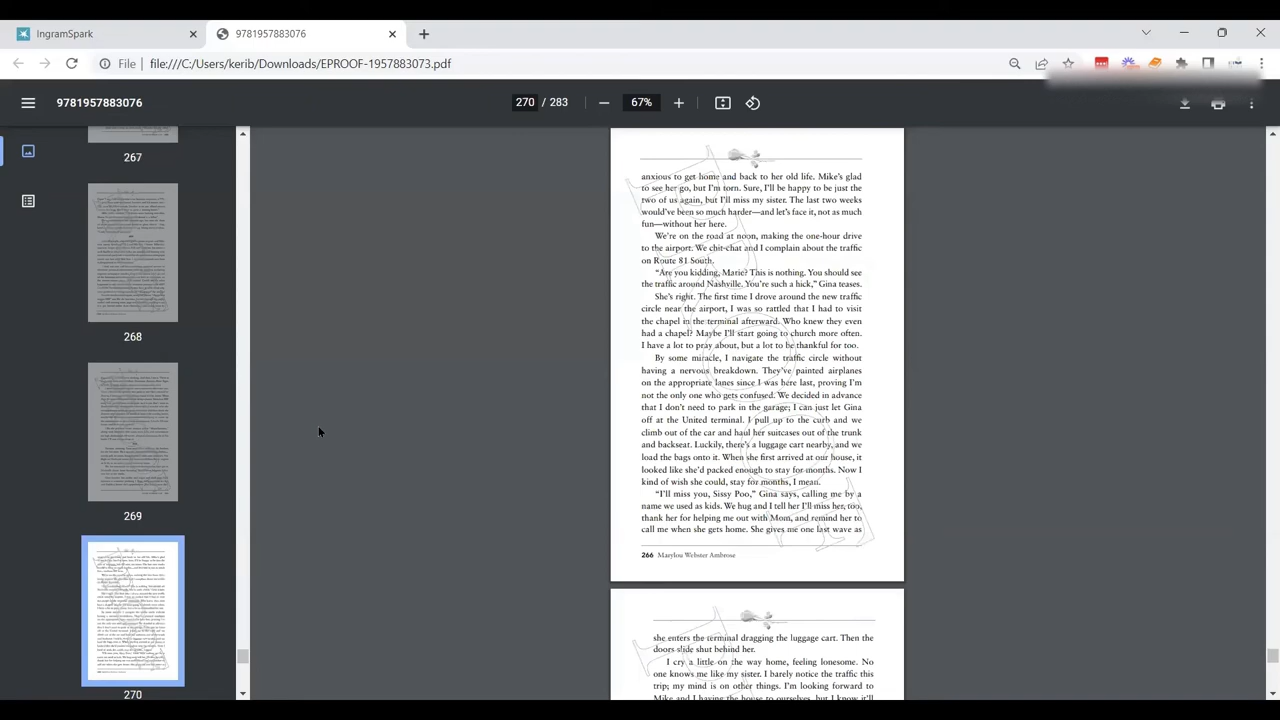 IngramSpark
9781957883076
File file:///C:/Users/kerib/Downloads/EPROOF-1957883073.pdf
9781957883076
270 / 283
67%
267
268
269
270
anxious to get home and back to her old life. Mike's glad
to see her go, but I'm torn. Sure, I'll be happy to be just the
two of us again, but I'll miss my sister. The last two weeks
would've been so much harder—and let's face it, not as much
fun—without her here.
We're on the road at noon, making the one-hour drive
to the airport. We chit-chat and I complain about the traffic
on Route 81 South.
"Are you kidding, Marie? This is nothing. You should see
the traffic around Nashville. You're such a hick," Gina teases.
She's right. The first time I drove around the new traffic
circle near the airport, I was so rattled that I had to visit
the chapel in the terminal afterward. Who knew they even
had a chapel? Maybe I'll start going to church more often.
I have a lot to pray about, but a lot to be thankful for too.
By some miracle, I navigate the traffic circle without
having a nervous breakdown. They've painted airplanes
on the appropriate lanes since I was here last, proving I'm
not the only one who gets confused. We decided in advance
that I don't need to park in the garage; I can just let Gina
off at the United terminal. I pull up to the curb and we
climb out of the car and haul her suitcases out of the trunk
and backseat. Luckily, there's a luggage cart nearby, and we
load the bags onto it. When she first arrived at our house, it
looked like she'd packed enough to stay for months. Now I
kind of wish she could, stay for months, I mean.
"I'll miss you, Sissy Poo," Gina says, calling me by a
name we used as kids. We hug and I tell her I'll miss her, too,
thank her for helping me out with Mom, and remind her to
call me when she gets home. She gives me one last wave as
266 Marylou Webster Ambrose
she enters the terminal dragging the luggage cart. Then the
doors slide shut behind her.
I cry a little on the way home, feeling lonesome. No
one knows me like my sister. I barely notice the traffic this
trip; my mind is on other things. I'm looking forward to
Mike and I having the house to ourselves, but I know it'll